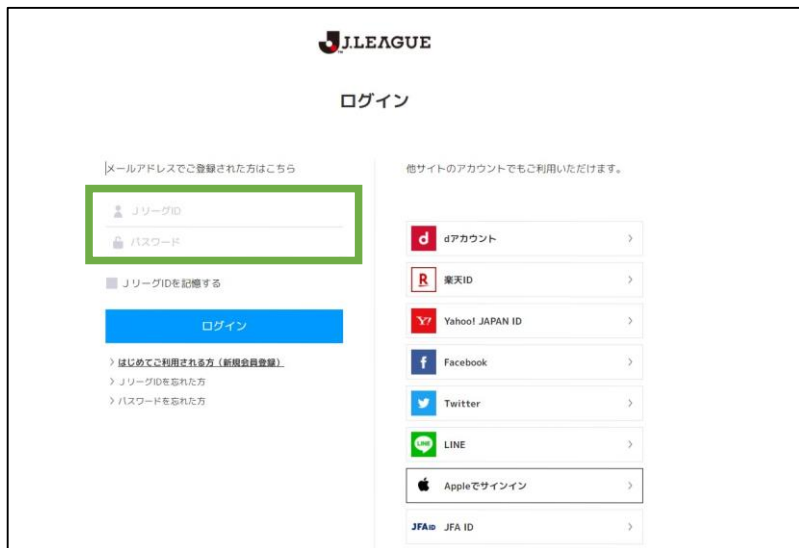 J.LEAGUE
ログイン
メールアドレスでご登録された方はこちら
JリーグID
パスワード
JリーグIDを記憶する
ログイン
はじめてご利用される方(新規会員登録)
JリーグIDを忘れた方
パスワードを忘れた方
他サイトのアカウントでもご利用いただけます。
d dアカウント
R 楽天ID
Y? Yahoo! JAPAN ID
f Facebook
Twitter
LINE LINE
Appleでサインイン
JFAID JFA ID